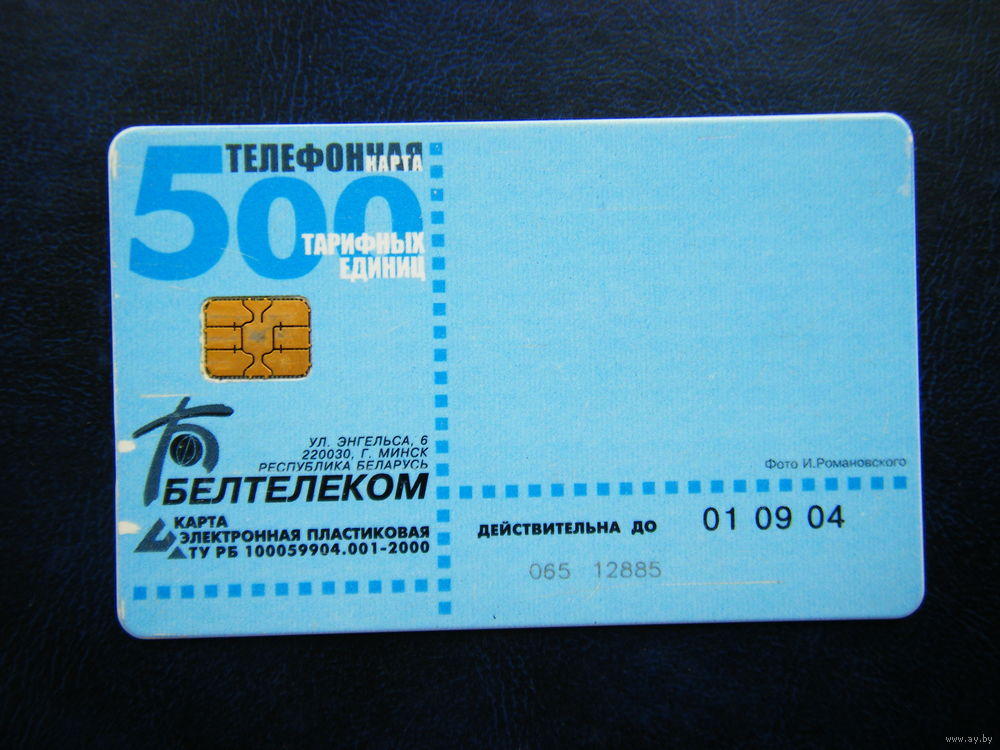 ТЕЛЕФОННАЯ
КАРТА
500
ТАРИФНЫХ
ЕДИНИЦ
УЛ. ЭНГЕЛЬСА, 6
220030, Г. МИНСК
РЕСПУБЛИКА БЕЛАРУСЬ
БЕЛТЕЛЕКОМ
КАРТА
ЭЛЕКТРОННАЯ ПЛАСТИКОВАЯ
ТУ РБ 100059904.001-2000
Фото И.Романовского
ДЕЙСТВИТЕЛЬНА ДО 01 09 04
065 12885
www.ay.by